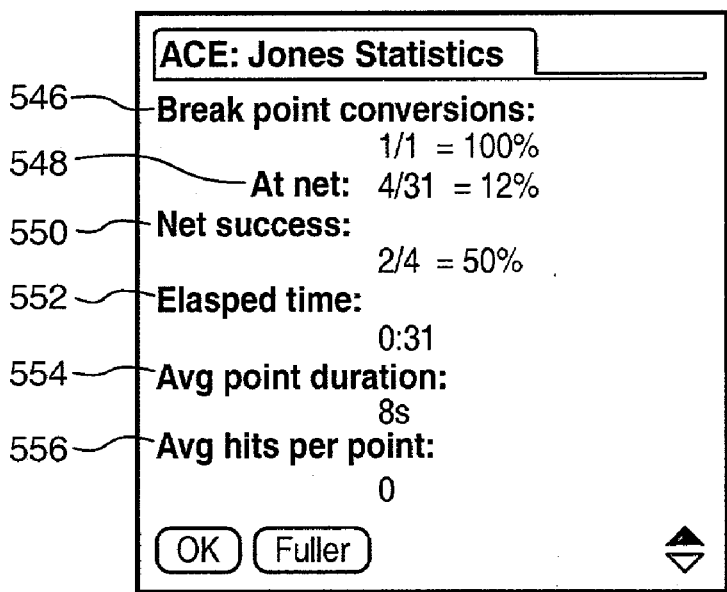 ACE: Jones Statistics
546 Break point conversions:
1/1 = 100%
548 At net: 4/31 = 12%
550 Net success:
2/4 = 50%
552 Elasped time:
0:31
554 Avg point duration:
8s
556 Avg hits per point:
0
OK Fuller